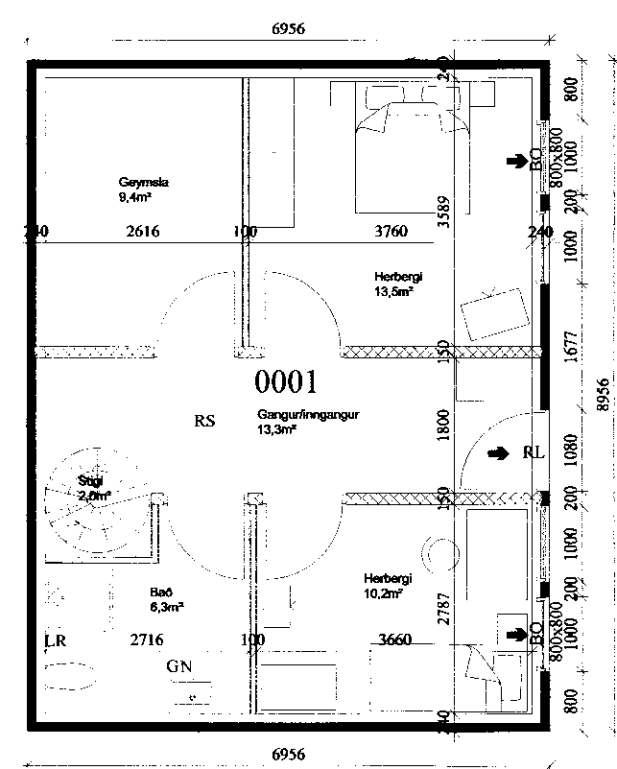 6956
240
800
BO
800x800
1000
Geymsla
9,4m²
3589
200
240
2616
100
3760
240
1000
Herbergi
13,5m²
150
1677
0001
Gangur/inngangur
13,3m²
RS
1800
8956
RL
1080
Stigi
2,0m²
150
200
1000
Herbergi
10,2m²
Bað
6,3m²
2787
200
LR
2716
100
3660
BO
800x800
1000
GN
800
240
6956